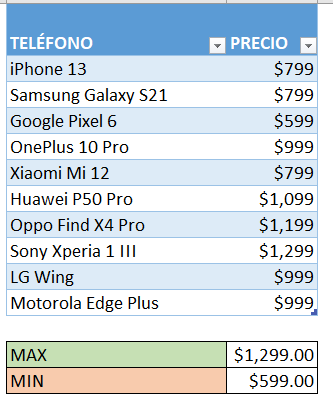 TELÉFONO PRECIO
iPhone 13 $799
Samsung Galaxy S21 $799
Google Pixel 6 $599
OnePlus 10 Pro $999
Xiaomi Mi 12 $799
Huawei P50 Pro $1,099
Oppo Find X4 Pro $1,199
Sony Xperia 1 III $1,299
LG Wing $999
Motorola Edge Plus $999
MAX $1,299.00
MIN $599.00